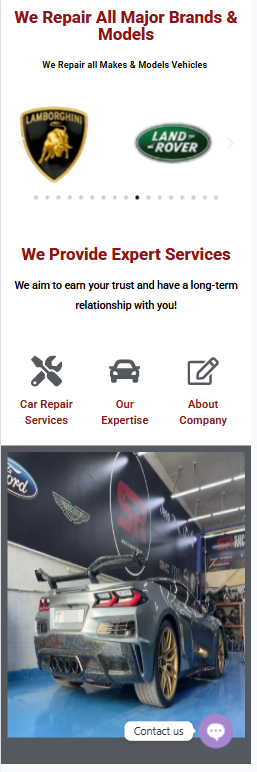 We Repair All Major Brands &
Models
We Repair all Makes & Models Vehicles
LAMBORGHINI
LAND-
ROVER
We Provide Expert Services
We aim to earn your trust and have a long-term
relationship with you!
Car Repair
Services
Our
Expertise
About
Company
Ford
Contact us